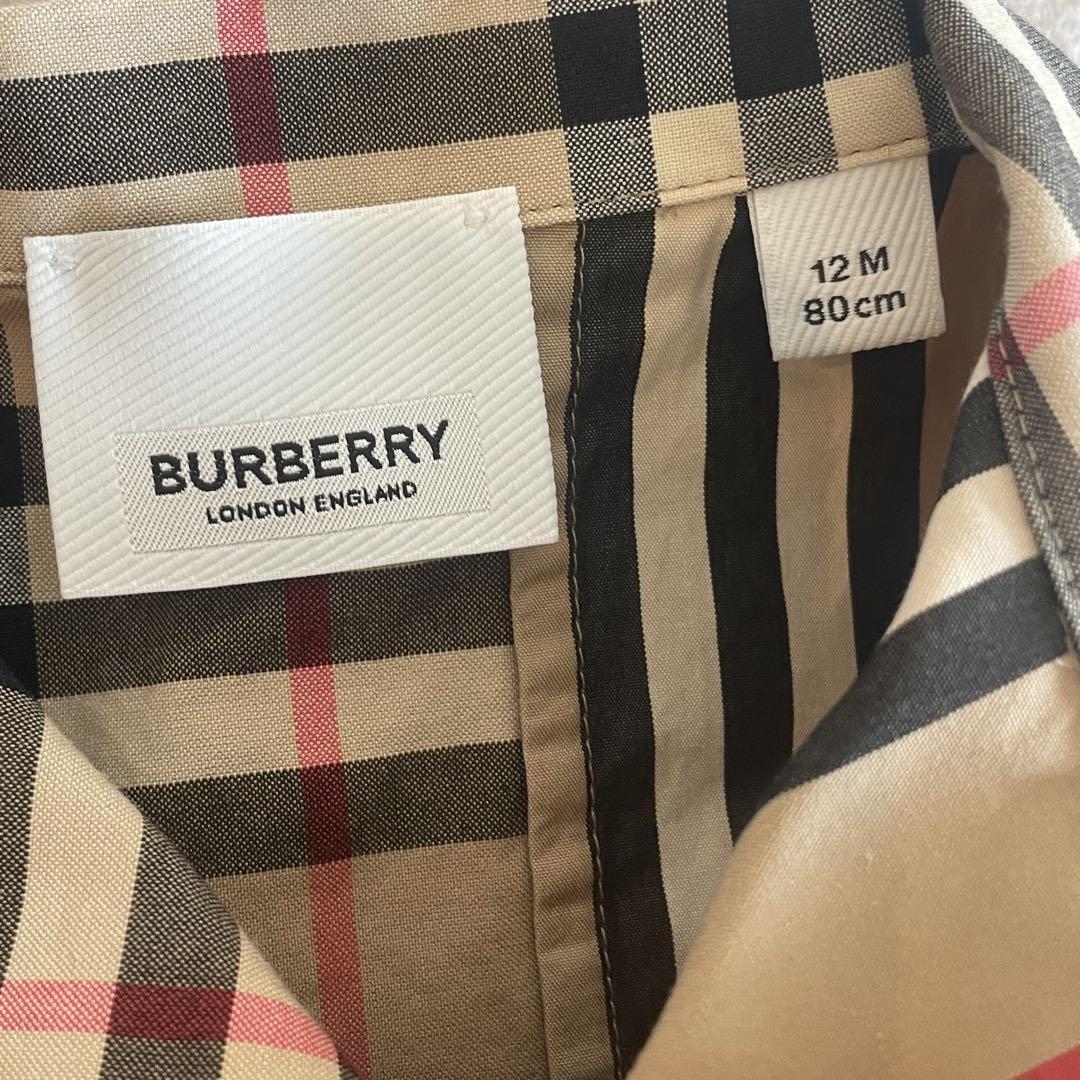 BURBERRY
LONDON ENGLAND
12 M
80cm